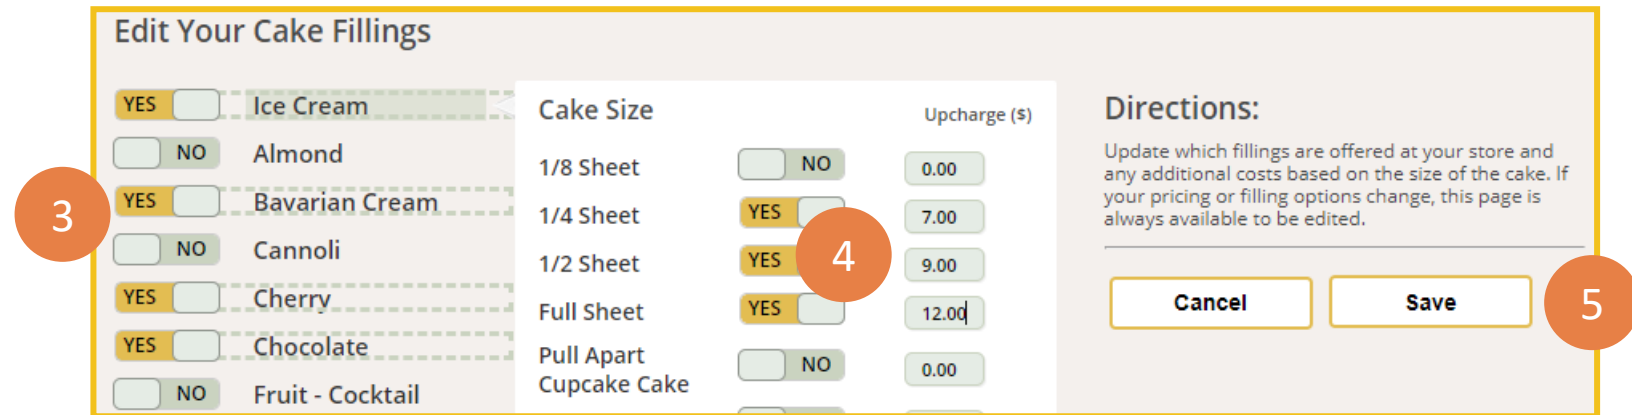 Edit Your Cake Fillings
YES Ice Cream
NO Almond
3
YES Bavarian Cream
NO Cannoli
YES Cherry
YES Chocolate
NO Fruit - Cocktail
Cake Size Upcharge ($)
1/8 Sheet NO 0.00
1/4 Sheet YES 7.00
1/2 Sheet YES 9.00
4
Full Sheet YES 12.00
Pull Apart
Cupcake Cake NO 0.00
Directions:
Update which fillings are offered at your store and
any additional costs based on the size of the cake. If
your pricing or filling options change, this page is
always available to be edited.
Cancel Save
5